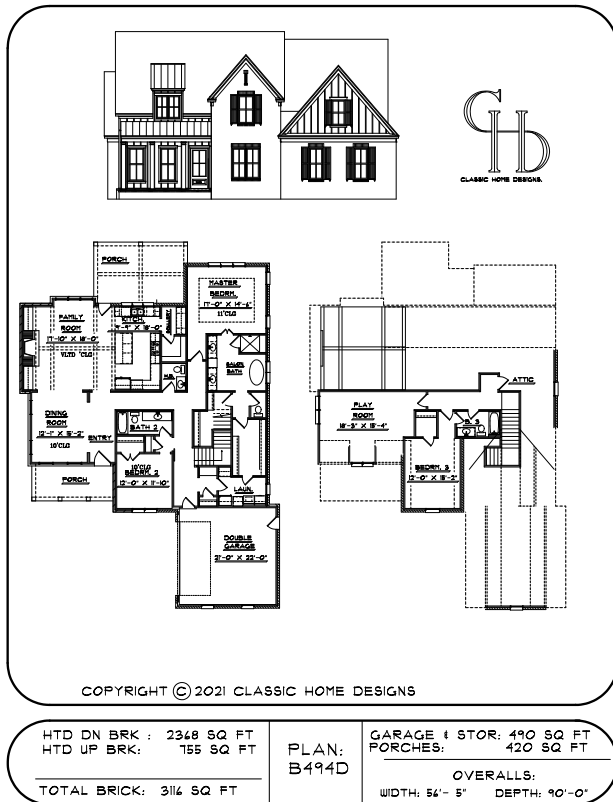 CHD
CLASSIC HOME DESIGNS.
PORCH
MASTER
BEDRM.
17'-0" X 14'-6"
11'CLG
FAMILY
ROOM
17'-10" X 18'-0"
VLTD 'CLG
KITCH.
PANTRY
H.B.
SALON
BATH
DINING
ROOM
12'-1" X 15'-2"
10'CLG
ENTRY
PORCH
BATH 2
10'CLG
BEDRM. 2
12'-0" X 11'-10"
LAUN.
DOUBLE
GARAGE
21'-0" X 22'-0"
ATTIC
PLAY
ROOM
18'-3" X 15'-4"
B. 3
BEDRM. 3
12'-0" X 15'-2"
COPYRIGHT © 2021 CLASSIC HOME DESIGNS
HTD DN BRK : 2368 SQ FT
HTD UP BRK: 755 SQ FT
TOTAL BRICK: 3116 SQ FT
PLAN:
B494D
GARAGE & STOR: 490 SQ FT
PORCHES: 420 SQ FT
OVERALLS:
WIDTH: 56'- 5" DEPTH: 90'-0"